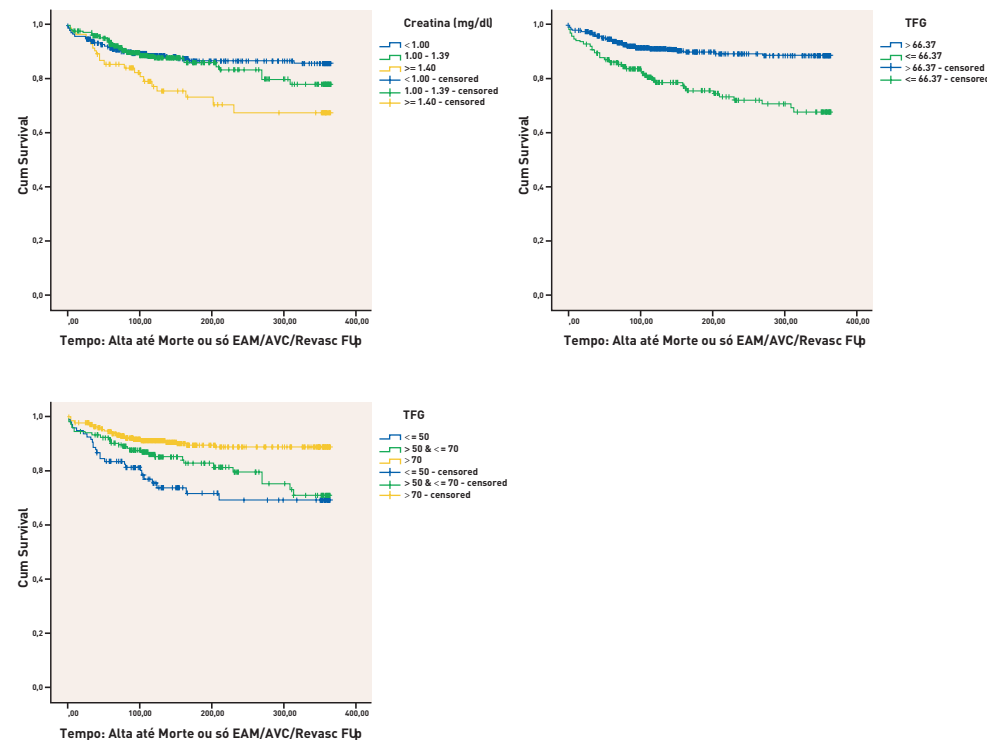 Creatina (mg/dl)
< 1.00
1.00 - 1.39
>= 1.40
< 1.00 - censored
1.00 - 1.39 - censored
>= 1.40 - censored
Cum Survival
1,0
0,8
0,6
0,4
0,2
0,0
,00 100,00 200,00 300,00 400,00
Tempo: Alta até Morte ou só EAM/AVC/Revasc FUp
TFG
> 66.37
<= 66.37
> 66.37 - censored
<= 66.37 - censored
Cum Survival
1,0
0,8
0,6
0,4
0,2
0,0
,00 100,00 200,00 300,00 400,00
Tempo: Alta até Morte ou só EAM/AVC/Revasc FUp
TFG
<= 50
> 50 & <= 70
> 70
<= 50 - censored
> 50 & <= 70 - censored
> 70 - censored
Cum Survival
1,0
0,8
0,6
0,4
0,2
0,0
,00 100,00 200,00 300,00 400,00
Tempo: Alta até Morte ou só EAM/AVC/Revasc FUp